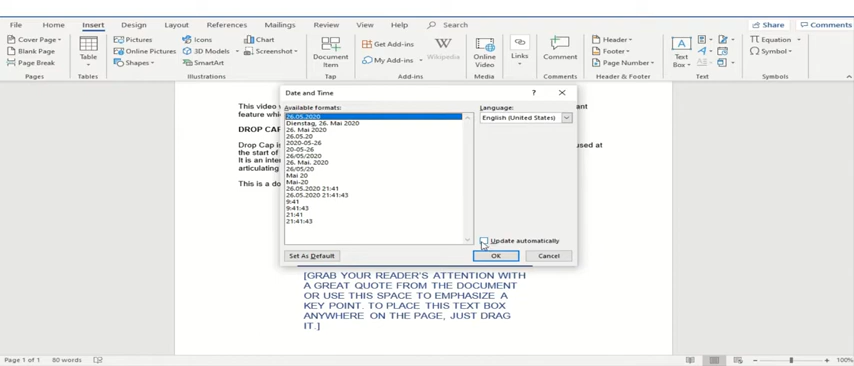 File Home Insert Design Layout References Mailings Review View Help Search Share Comments
Cover Page
Blank Page
Page Break
Pages
Table
Tables
Pictures
Online Pictures
Shapes
Icons
3D Models
SmartArt
Chart
Screenshot
Illustrations
Document
Item
Tap
Get Add-ins
My Add-ins
Wikipedia
Add-ins
Online
Video
Media
Links
Comment
Comments
Header
Footer
Page Number
Header & Footer
Text
Box
Text
Equation
Symbol
Symbols
This video
feature which
DROP CAP
Drop Cap is
used at
the start of
It is an inter
articulating
This is a do
Date and Time
?
Available formats:
Language:
26.05.2020
English (United States)
Dienstag, 26. Mai 2020
26. Mai 2020
26.05.20
2020-05-26
20-05-26
26/05/2020
26. Mai. 2020
26/05/20
Mai 20
Mai-20
26.05.2020 21:41
26.05.2020 21:41:43
9:41
9:41:43
21:41
21:41:43
Update automatically
Set As Default
OK
Cancel
[GRAB YOUR READER'S ATTENTION WITH
A GREAT QUOTE FROM THE DOCUMENT
OR USE THIS SPACE TO EMPHASIZE A
KEY POINT. TO PLACE THIS TEXT BOX
ANYWHERE ON THE PAGE, JUST DRAG
IT.]
Page 1 of 1 80 words
100%